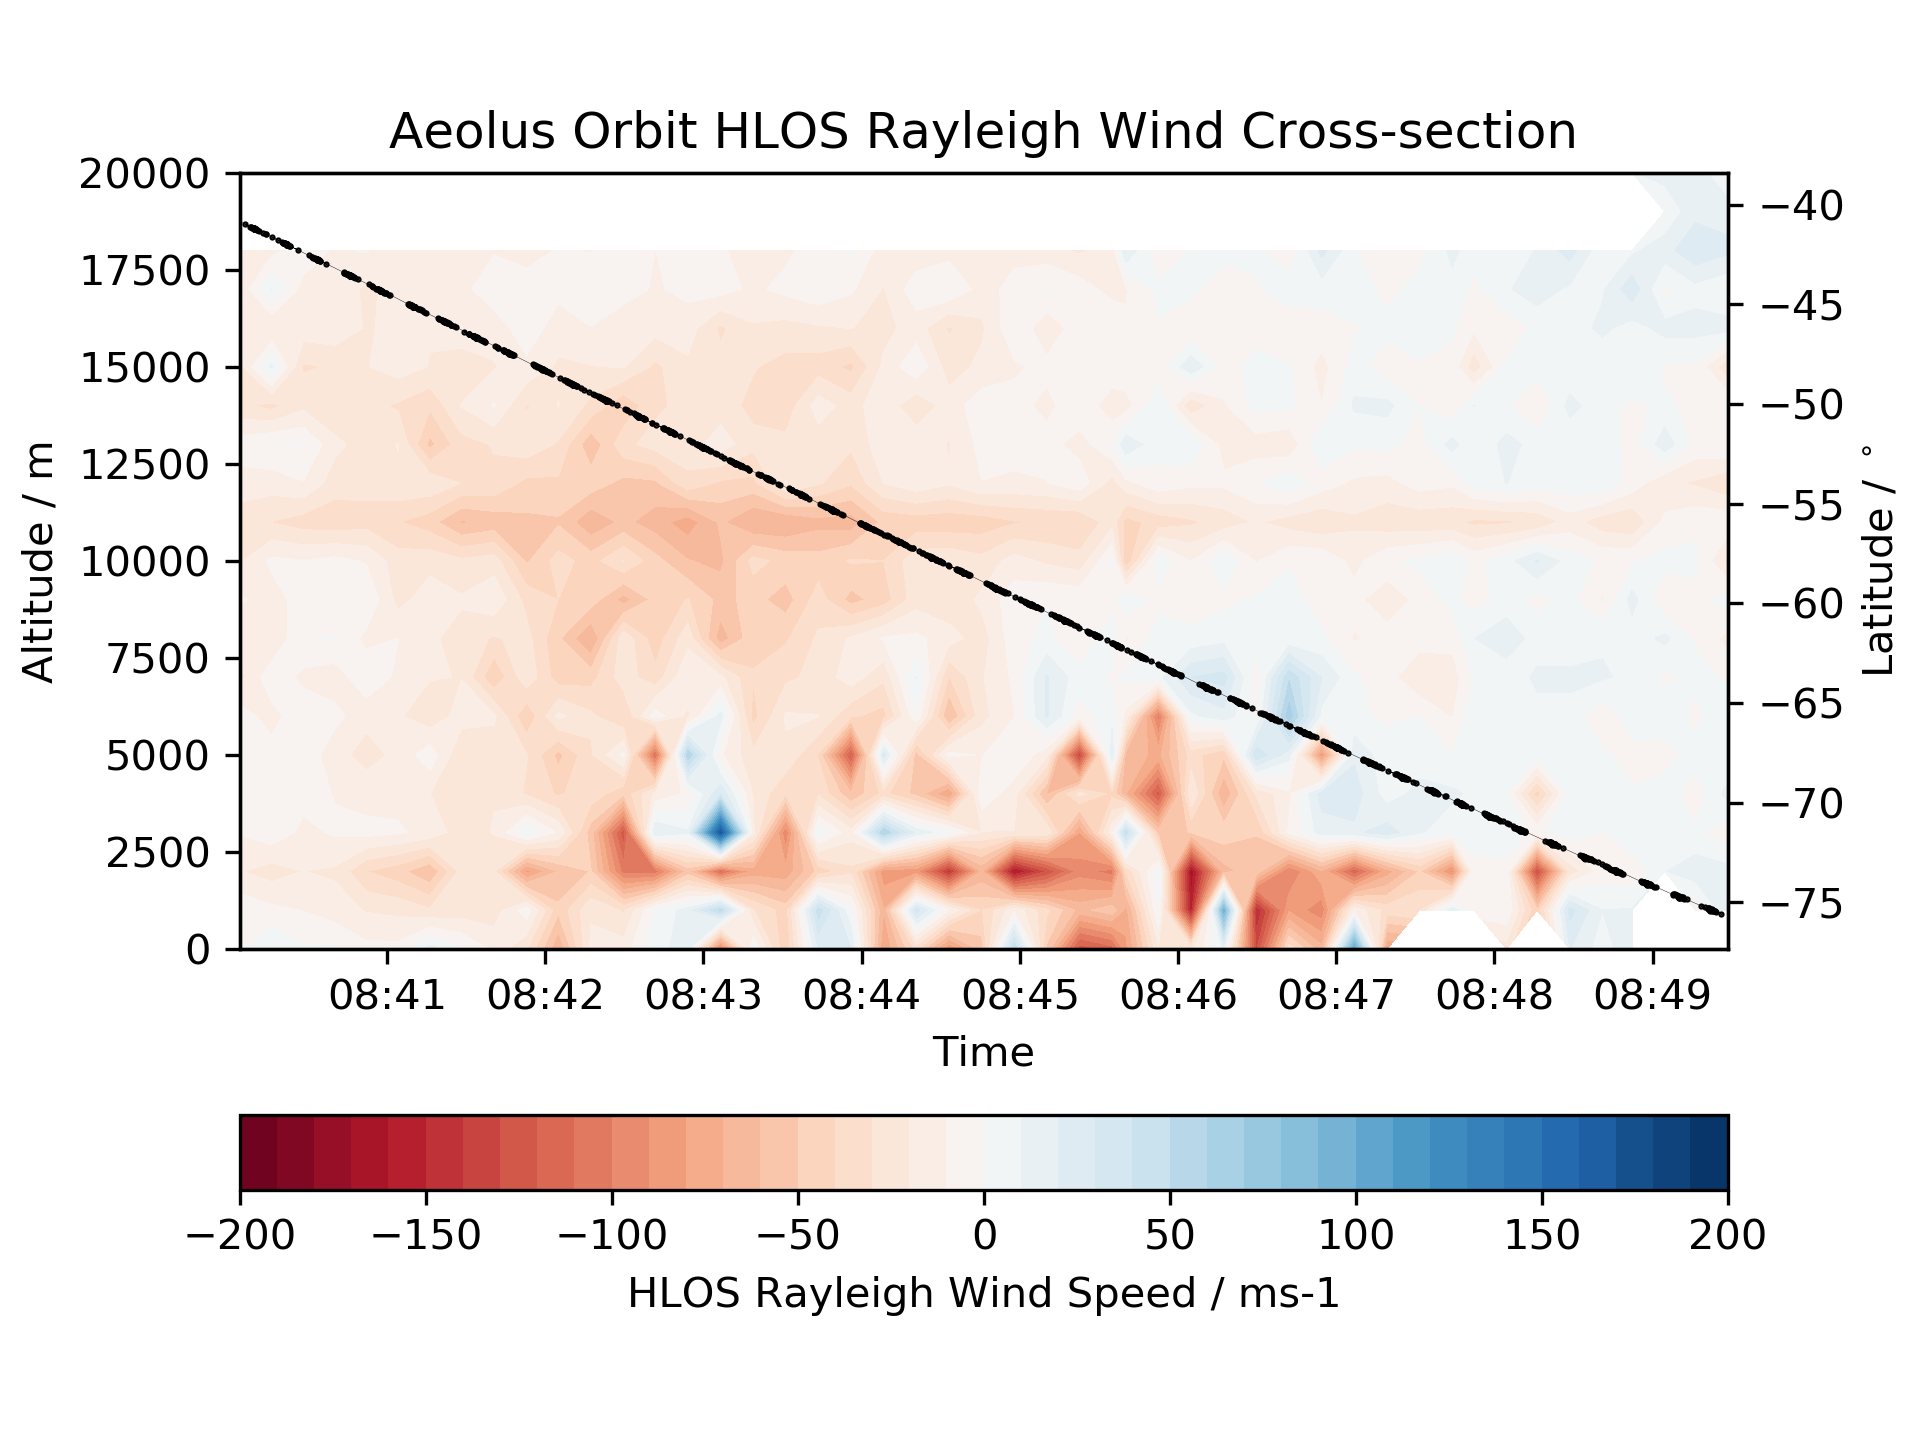 Aeolus Orbit HLOS Rayleigh Wind Cross-section
20000
17500
15000
12500
10000
7500
5000
2500
0
Altitude / m
−40
−45
−50
−55
−60
−65
−70
−75
Latitude / °
08:41 08:42 08:43 08:44 08:45 08:46 08:47 08:48 08:49
Time
−200 −150 −100 −50 0 50 100 150 200
HLOS Rayleigh Wind Speed / ms-1